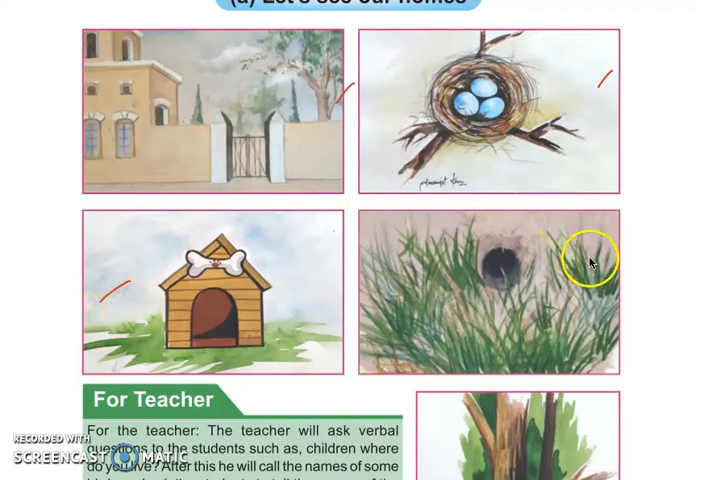 (a) Let's see our homes
For Teacher
For the teacher: The teacher will ask verbal
questions to the students such as, children where
do you live? After this he will call the names of some
RECORDED WITH
SCREENCAST MATIC